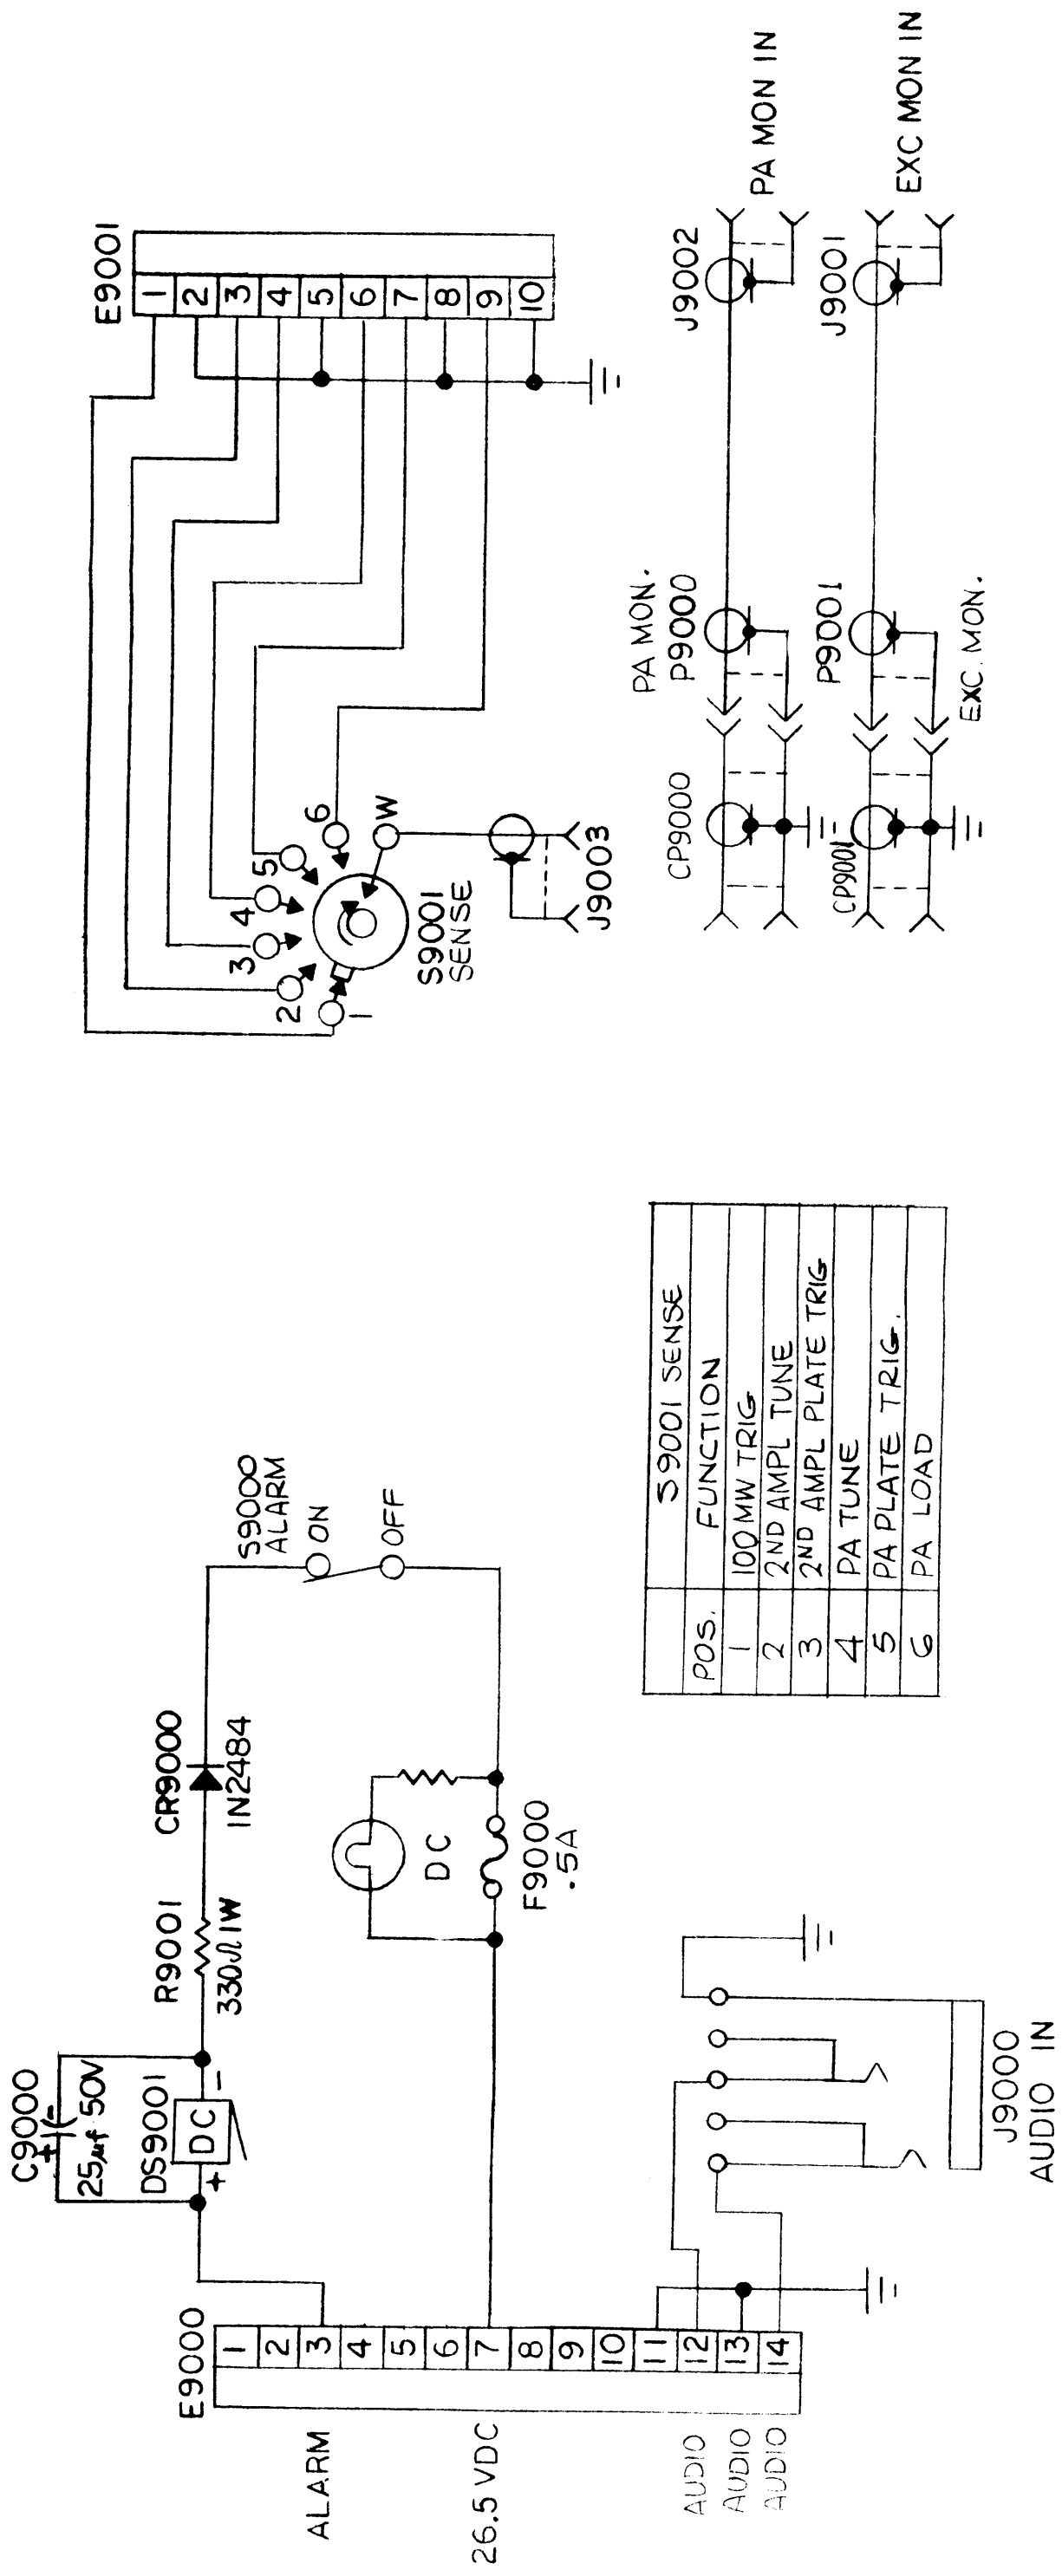 C9000
+ -
25µf 50V
DS9001
DC
+ -
R9001
330Ω 1W
CR9000
1N2484
S9000
ALARM
ON
OFF
DC
F9000
.5A
E9000
1
2
3
4
5
6
7
8
9
10
11
12
13
14
ALARM
26.5 VDC
AUDIO
AUDIO
AUDIO
J9000
AUDIO IN
S9001 SENSE
POS. FUNCTION
1 100MW TRIG
2 2ND AMPL TUNE
3 2ND AMPL PLATE TRIG
4 PA TUNE
5 PA PLATE TRIG.
6 PA LOAD
E9001
1
2
3
4
5
6
7
8
9
10
1
2
3
4
5
6
W
S9001
SENSE
J9003
PA MON.
CP9000
P9000
J9002
PA MON IN
CP9001
P9001
J9001
EXC MON IN
EXC. MON.